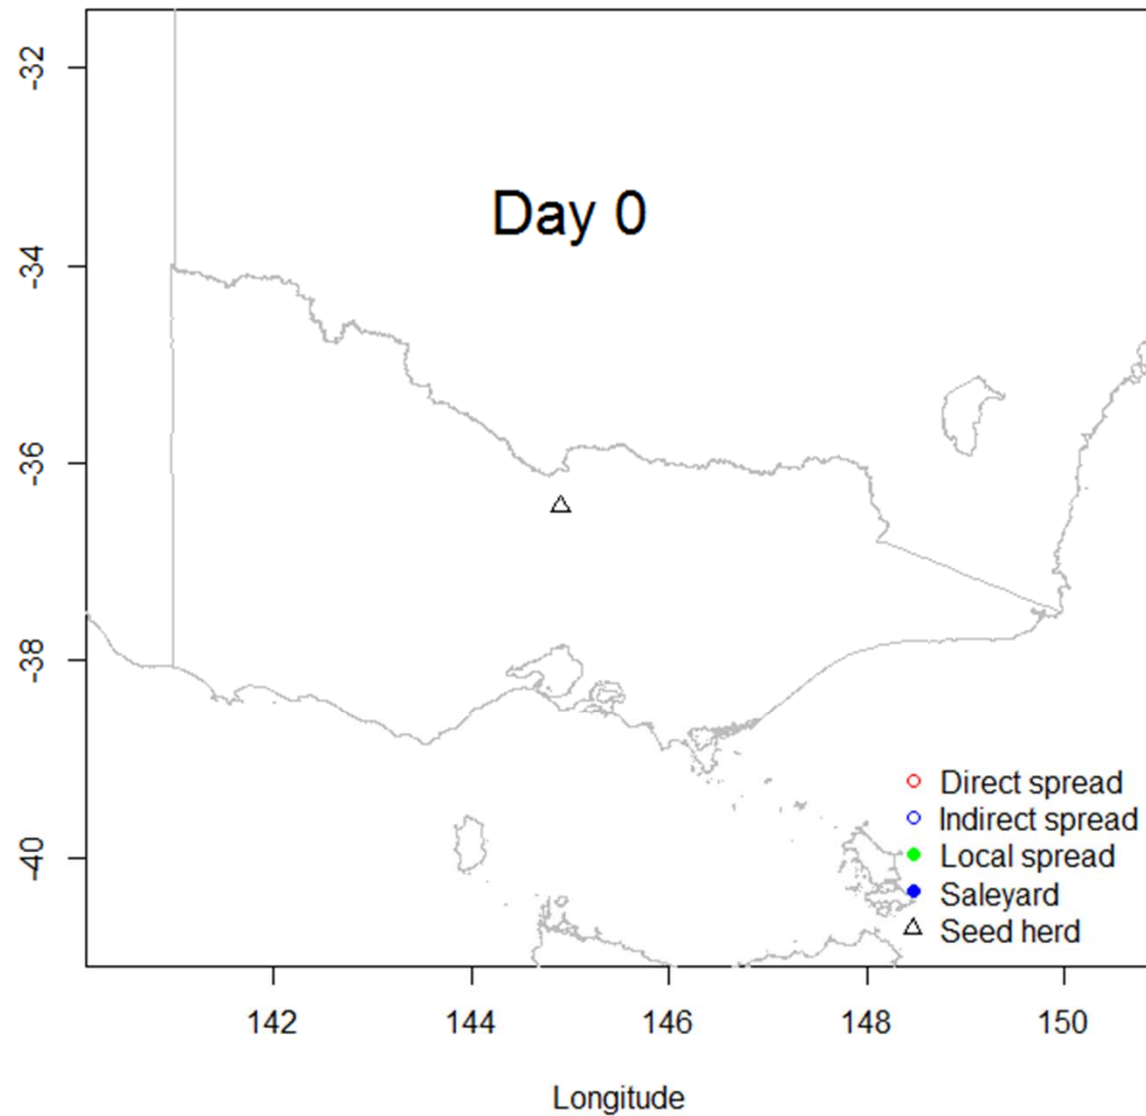 -32
Day 0
-34
-36
-38
Direct spread
Indirect spread
-40
Local spread
Saleyard
Seed herd
142 144 146 148 150
Longitude